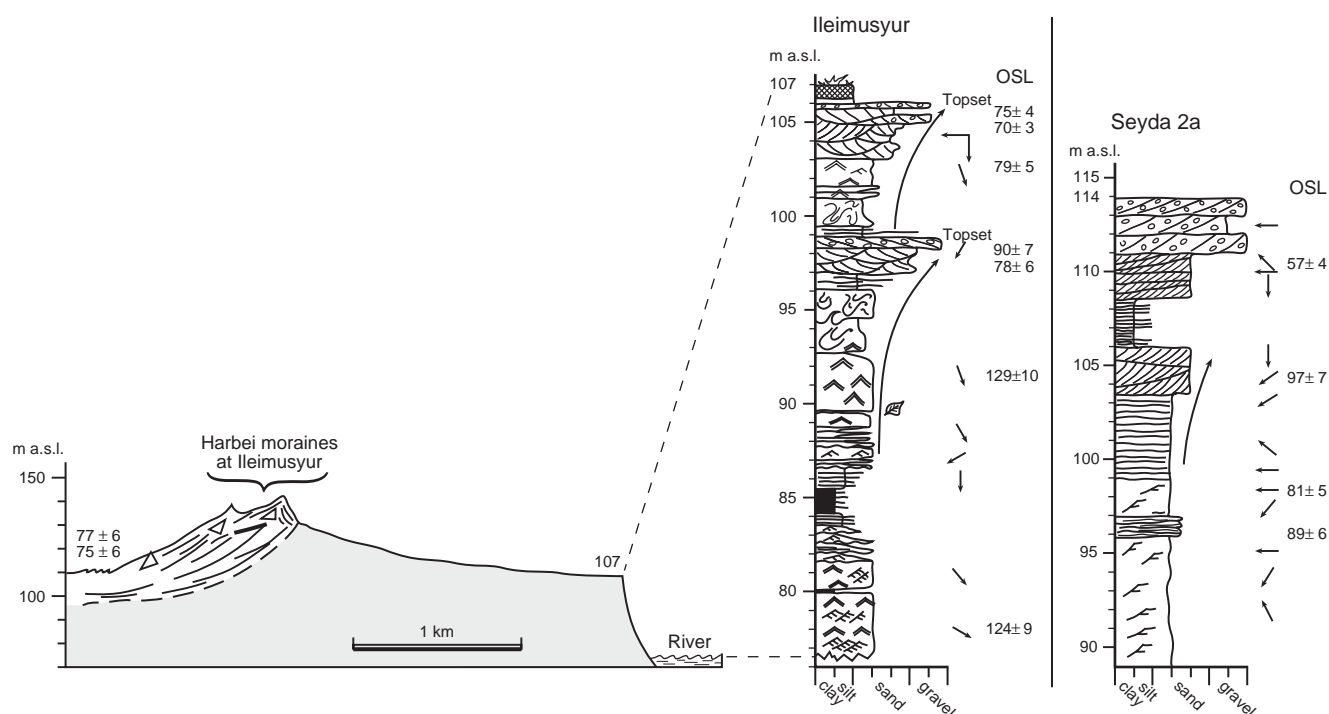 Ileimusyur
m a.s.l.
OSL
107
105
100
95
90
85
80
Topset
75± 4
70± 3
79± 5
Topset
90± 7
78± 6
129±10
124± 9
clay
silt
sand
gravel
Seyda 2a
m a.s.l.
OSL
115
114
110
105
100
95
90
57± 4
97± 7
81± 5
89± 6
clay
silt
sand
gravel
Harbei moraines
at Ileimusyur
m a.s.l.
150
100
77 ± 6
75 ± 6
107
1 km
River